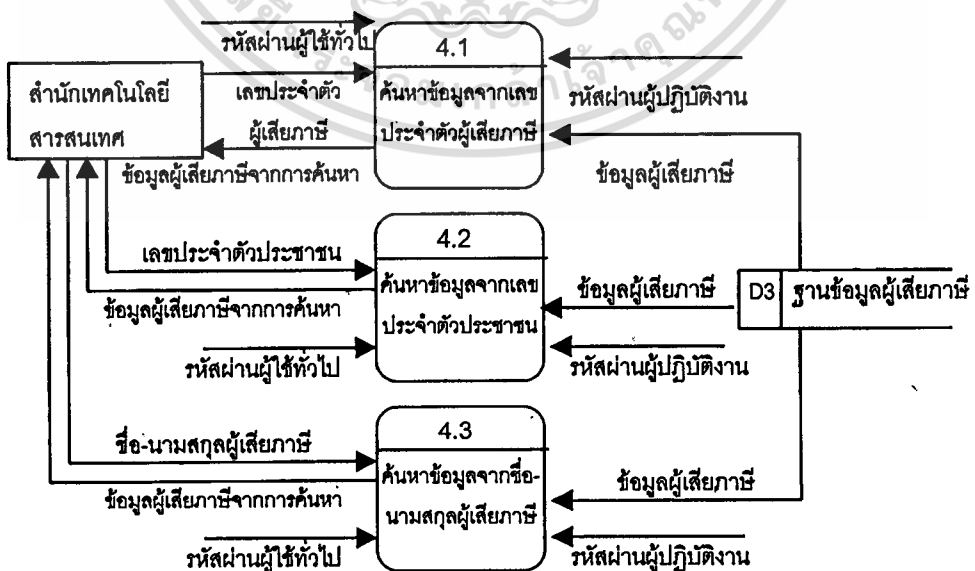 รหัสผ่านผู้ใช้ทั่วไป
4.1
สำนักเทคโนโลยี
สารสนเทศ
เลขประจำตัว
ผู้เสียภาษี
ค้นหาข้อมูลจากเลข
ประจำตัวผู้เสียภาษี
รหัสผ่านผู้ปฏิบัติงาน
ข้อมูลผู้เสียภาษีจากการค้นหา
ข้อมูลผู้เสียภาษี
4.2
เลขประจำตัวประชาชน
ค้นหาข้อมูลจากเลข
ประจำตัวประชาชน
ข้อมูลผู้เสียภาษี
D3 ฐานข้อมูลผู้เสียภาษี
ข้อมูลผู้เสียภาษีจากการค้นหา
รหัสผ่านผู้ใช้ทั่วไป
รหัสผ่านผู้ปฏิบัติงาน
4.3
ชื่อ-นามสกุลผู้เสียภาษี
ค้นหาข้อมูลจากชื่อ-
นามสกุลผู้เสียภาษี
ข้อมูลผู้เสียภาษี
ข้อมูลผู้เสียภาษีจากการค้นหา
รหัสผ่านผู้ใช้ทั่วไป
รหัสผ่านผู้ปฏิบัติงาน